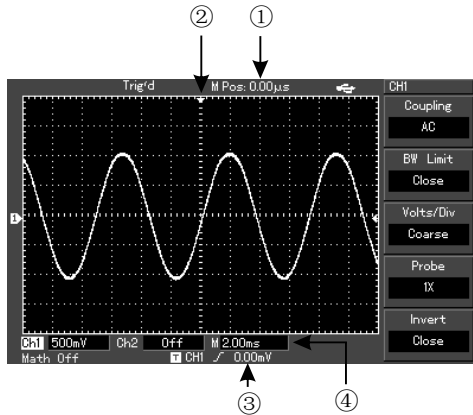 ② ①
Trig'd M Pos: 0.00μs CH1
Coupling
AC
BW Limit
Close
Volts/Div
Coarse
Probe
1X
Invert
Close
1
Ch1 500mV Ch2 Off M 2.00ms
Math Off T CH1 0.00mV
③ ④